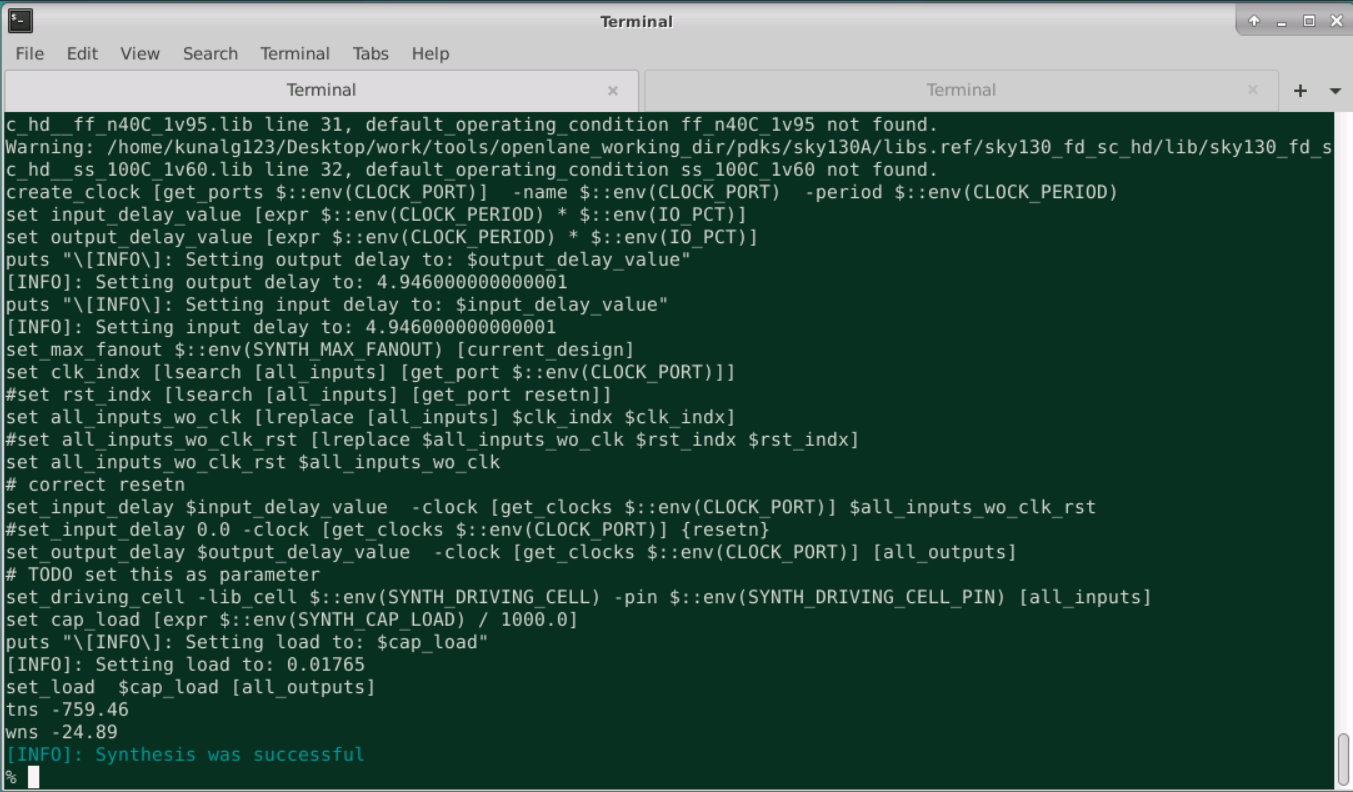 Terminal
File Edit View Search Terminal Tabs Help
Terminal Terminal
c_hd__ff_n40C_1v95.lib line 31, default_operating_condition ff_n40C_1v95 not found.
Warning: /home/kunalg123/Desktop/work/tools/openlane_working_dir/pdks/sky130A/libs.ref/sky130_fd_sc_hd/lib/sky130_fd_s
c_hd__ss_100C_1v60.lib line 32, default_operating_condition ss_100C_1v60 not found.
create_clock [get_ports $::env(CLOCK_PORT)]  -name $::env(CLOCK_PORT)  -period $::env(CLOCK_PERIOD)
set input_delay_value [expr $::env(CLOCK_PERIOD) * $::env(IO_PCT)]
set output_delay_value [expr $::env(CLOCK_PERIOD) * $::env(IO_PCT)]
puts "\[INFO\]: Setting output delay to: $output_delay_value"
[INFO]: Setting output delay to: 4.946000000000001
puts "\[INFO\]: Setting input delay to: $input_delay_value"
[INFO]: Setting input delay to: 4.946000000000001
set_max_fanout $::env(SYNTH_MAX_FANOUT) [current_design]
set clk_indx [lsearch [all_inputs] [get_port $::env(CLOCK_PORT)]]
#set rst_indx [lsearch [all_inputs] [get_port resetn]]
set all_inputs_wo_clk [lreplace [all_inputs] $clk_indx $clk_indx]
#set all_inputs_wo_clk_rst [lreplace $all_inputs_wo_clk $rst_indx $rst_indx]
set all_inputs_wo_clk_rst $all_inputs_wo_clk
# correct resetn
set_input_delay $input_delay_value  -clock [get_clocks $::env(CLOCK_PORT)] $all_inputs_wo_clk_rst
#set_input_delay 0.0 -clock [get_clocks $::env(CLOCK_PORT)] {resetn}
set_output_delay $output_delay_value  -clock [get_clocks $::env(CLOCK_PORT)] [all_outputs]
# TODO set this as parameter
set_driving_cell -lib_cell $::env(SYNTH_DRIVING_CELL) -pin $::env(SYNTH_DRIVING_CELL_PIN) [all_inputs]
set cap_load [expr $::env(SYNTH_CAP_LOAD) / 1000.0]
puts "\[INFO\]: Setting load to: $cap_load"
[INFO]: Setting load to: 0.01765
set_load  $cap_load [all_outputs]
tns -759.46
wns -24.89
[INFO]: Synthesis was successful
%